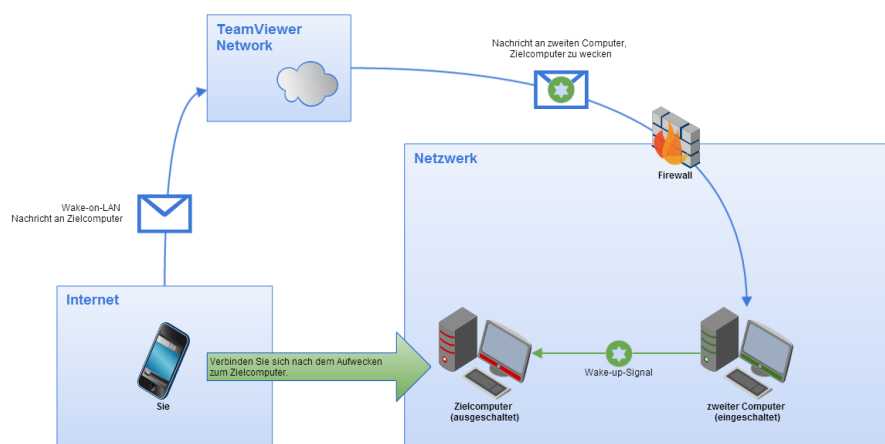 TeamViewer
Network
Nachricht an zweiten Computer,
Zielcomputer zu wecken
Netzwerk
Firewall
Wake-on-LAN
Nachricht an Zielcomputer
Internet
Verbinden Sie sich nach dem Aufwecken
zum Zielcomputer.
Wake-up-Signal
Sie
Zielcomputer
(ausgeschaltet)
zweiter Computer
(eingeschaltet)